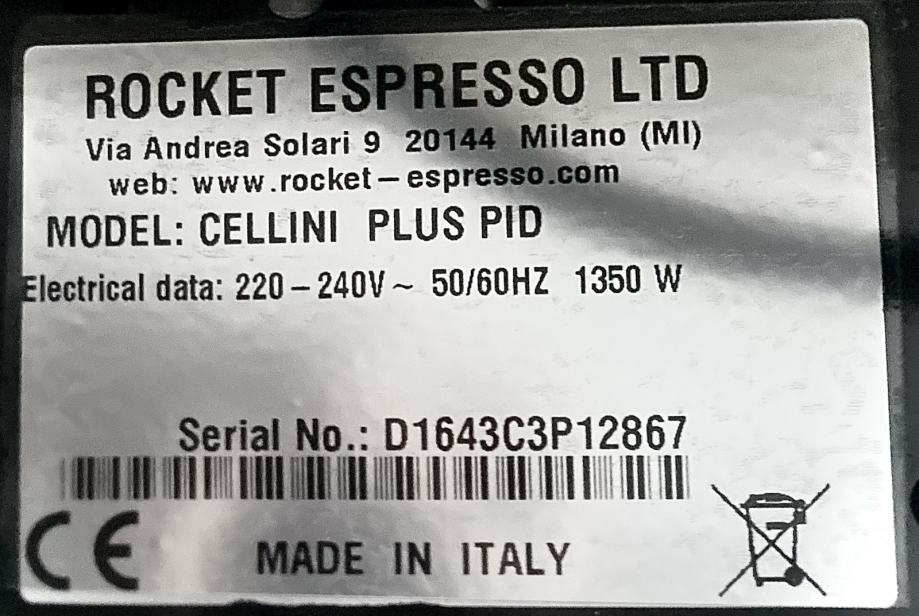 ROCKET ESPRESSO LTD
Via Andrea Solari 9 20144 Milano (MI)
web: www.rocket-espresso.com
MODEL: CELLINI PLUS PID
Electrical data: 220-240V~ 50/60HZ 1350 W
Serial No.: D1643C3P12867
CE
MADE IN ITALY